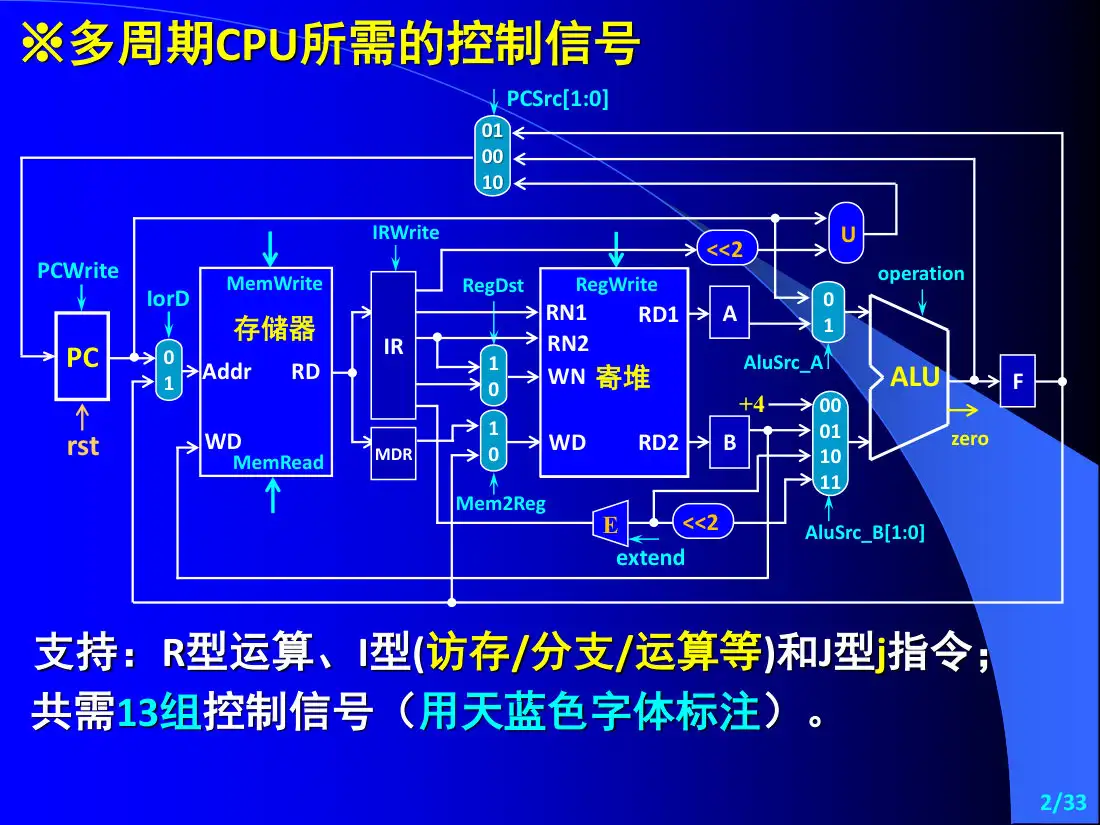 ※多周期CPU所需的控制信号
PCSrc[1:0]
01
00
10
IRWrite
<<2
U
PCWrite
IorD
MemWrite
RegDst
RegWrite
operation
存储器
RN1
RD1
A
0
1
PC
0
1
IR
RN2
Addr
RD
1
0
WN
寄堆
AluSrc_A
ALU
F
+4
00
01
10
11
rst
WD
MDR
1
0
WD
RD2
B
zero
MemRead
Mem2Reg
E
<<2
AluSrc_B[1:0]
extend
支持：R型运算、I型(访存/分支/运算等)和J型j指令；
共需13组控制信号（用天蓝色字体标注）。
2/33